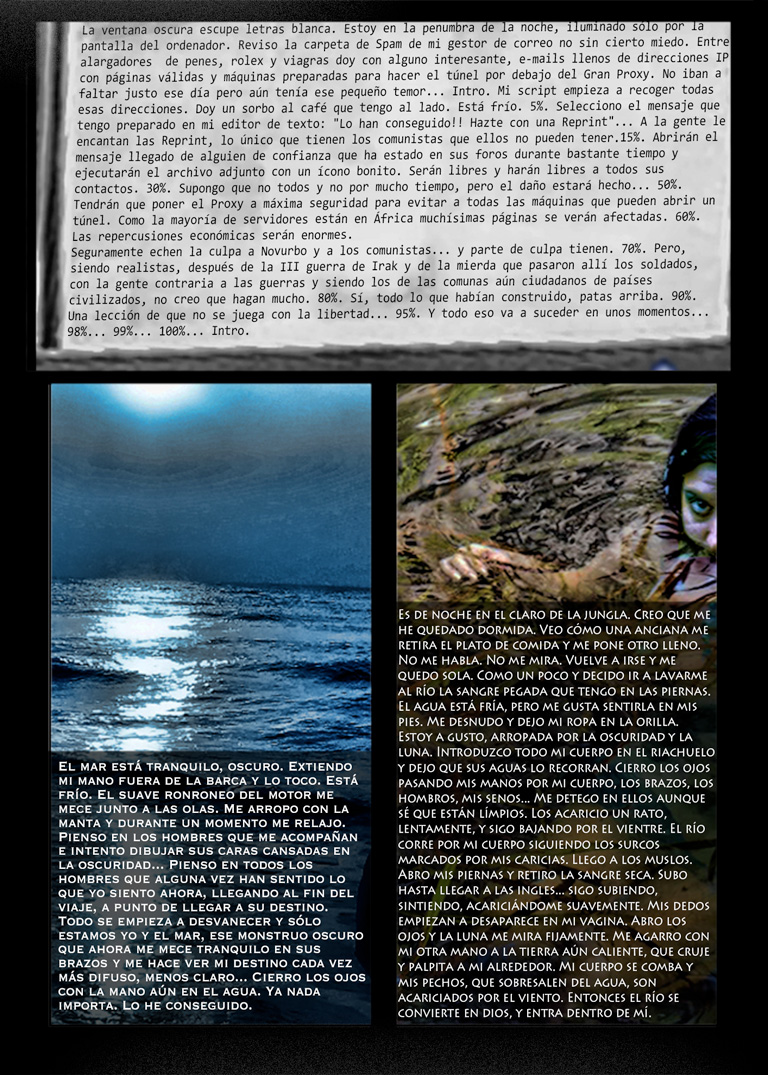 La ventana oscura escupe letras blanca. Estoy en la penumbra de la noche, iluminado sólo por la
pantalla del ordenador. Reviso la carpeta de Spam de mi gestor de correo no sin cierto miedo. Entre
alargadores de penes, rolex y viagras doy con alguno interesante, e-mails llenos de direcciones IP
con páginas válidas y máquinas preparadas para hacer el túnel por debajo del Gran Proxy. No iban a
faltar justo ese día pero aún tenía ese pequeño temor... Intro. Mi script empieza a recoger todas
esas direcciones. Doy un sorbo al café que tengo al lado. Está frío. 5%. Selecciono el mensaje que
tengo preparado en mi editor de texto: "Lo han conseguido!! Hazte con una Reprint"... A la gente le
encantan las Reprint, lo único que tienen los comunistas que ellos no pueden tener.15%. Abrirán el
mensaje llegado de alguien de confianza que ha estado en sus foros durante bastante tiempo y
ejecutarán el archivo adjunto con un ícono bonito. Serán libres y harán libres a todos sus
contactos. 30%. Supongo que no todos y no por mucho tiempo, pero el daño estará hecho... 50%.
Tendrán que poner el Proxy a máxima seguridad para evitar a todas las máquinas que pueden abrir un
túnel. Como la mayoría de servidores están en África muchísimas páginas se verán afectadas. 60%.
Las repercusiones económicas serán enormes.
Seguramente echen la culpa a Novurbo y a los comunistas... y parte de culpa tienen. 70%. Pero,
siendo realistas, después de la III guerra de Irak y de la mierda que pasaron allí los soldados,
con la gente contraria a las guerras y siendo los de las comunas aún ciudadanos de países
civilizados, no creo que hagan mucho. 80%. Sí, todo lo que habían construido, patas arriba. 90%.
Una lección de que no se juega con la libertad... 95%. Y todo eso va a suceder en unos momentos...
98%... 99%... 100%... Intro.
El mar está tranquilo, oscuro. Extiendo
mi mano fuera de la barca y lo toco. Está
frío. El suave ronroneo del motor me
mece junto a las olas. Me arropo con la
manta y durante un momento me relajo.
Pienso en los hombres que me acompañan
e intento dibujar sus caras cansadas en
la oscuridad... Pienso en todos los
hombres que alguna vez han sentido lo
que yo siento ahora, llegando al fin del
viaje, a punto de llegar a su destino.
Todo se empieza a desvanecer y sólo
estamos yo y el mar, ese monstruo oscuro
que ahora me mece tranquilo en sus
brazos y me hace ver mi destino cada vez
más difuso, menos claro... Cierro los ojos
con la mano aún en el agua. Ya nada
importa. Lo he conseguido.
Es de noche en el claro de la jungla. Creo que me
he quedado dormida. Veo cómo una anciana me
retira el plato de comida y me pone otro lleno.
No me habla. No me mira. Vuelve a irse y me
quedo sola. Como un poco y decido ir a lavarme
al río la sangre pegada que tengo en las piernas.
El agua está fría, pero me gusta sentirla en mis
pies. Me desnudo y dejo mi ropa en la orilla.
Estoy a gusto, arropada por la oscuridad y la
luna. Introduzco todo mi cuerpo en el riachuelo
y dejo que sus aguas lo recorran. Cierro los ojos
pasando mis manos por mi cuerpo, los brazos, los
hombros, mis senos... Me detego en ellos aunque
sé que están límpios. Los acaricio un rato,
lentamente, y sigo bajando por el vientre. El río
corre por mi cuerpo siguiendo los surcos
marcados por mis caricias. Llego a los muslos.
Abro mis piernas y retiro la sangre seca. Subo
hasta llegar a las ingles... sigo subiendo,
sintiendo, acariciándome suavemente. Mis dedos
empiezan a desaparece en mi vagina. Abro los
ojos y la luna me mira fijamente. Me agarro con
mi otra mano a la tierra aún caliente, que cruje
y palpita a mi alrededor. Mi cuerpo se comba y
mis pechos, que sobresalen del agua, son
acariciados por el viento. Entonces el río se
convierte en dios, y entra dentro de mí.